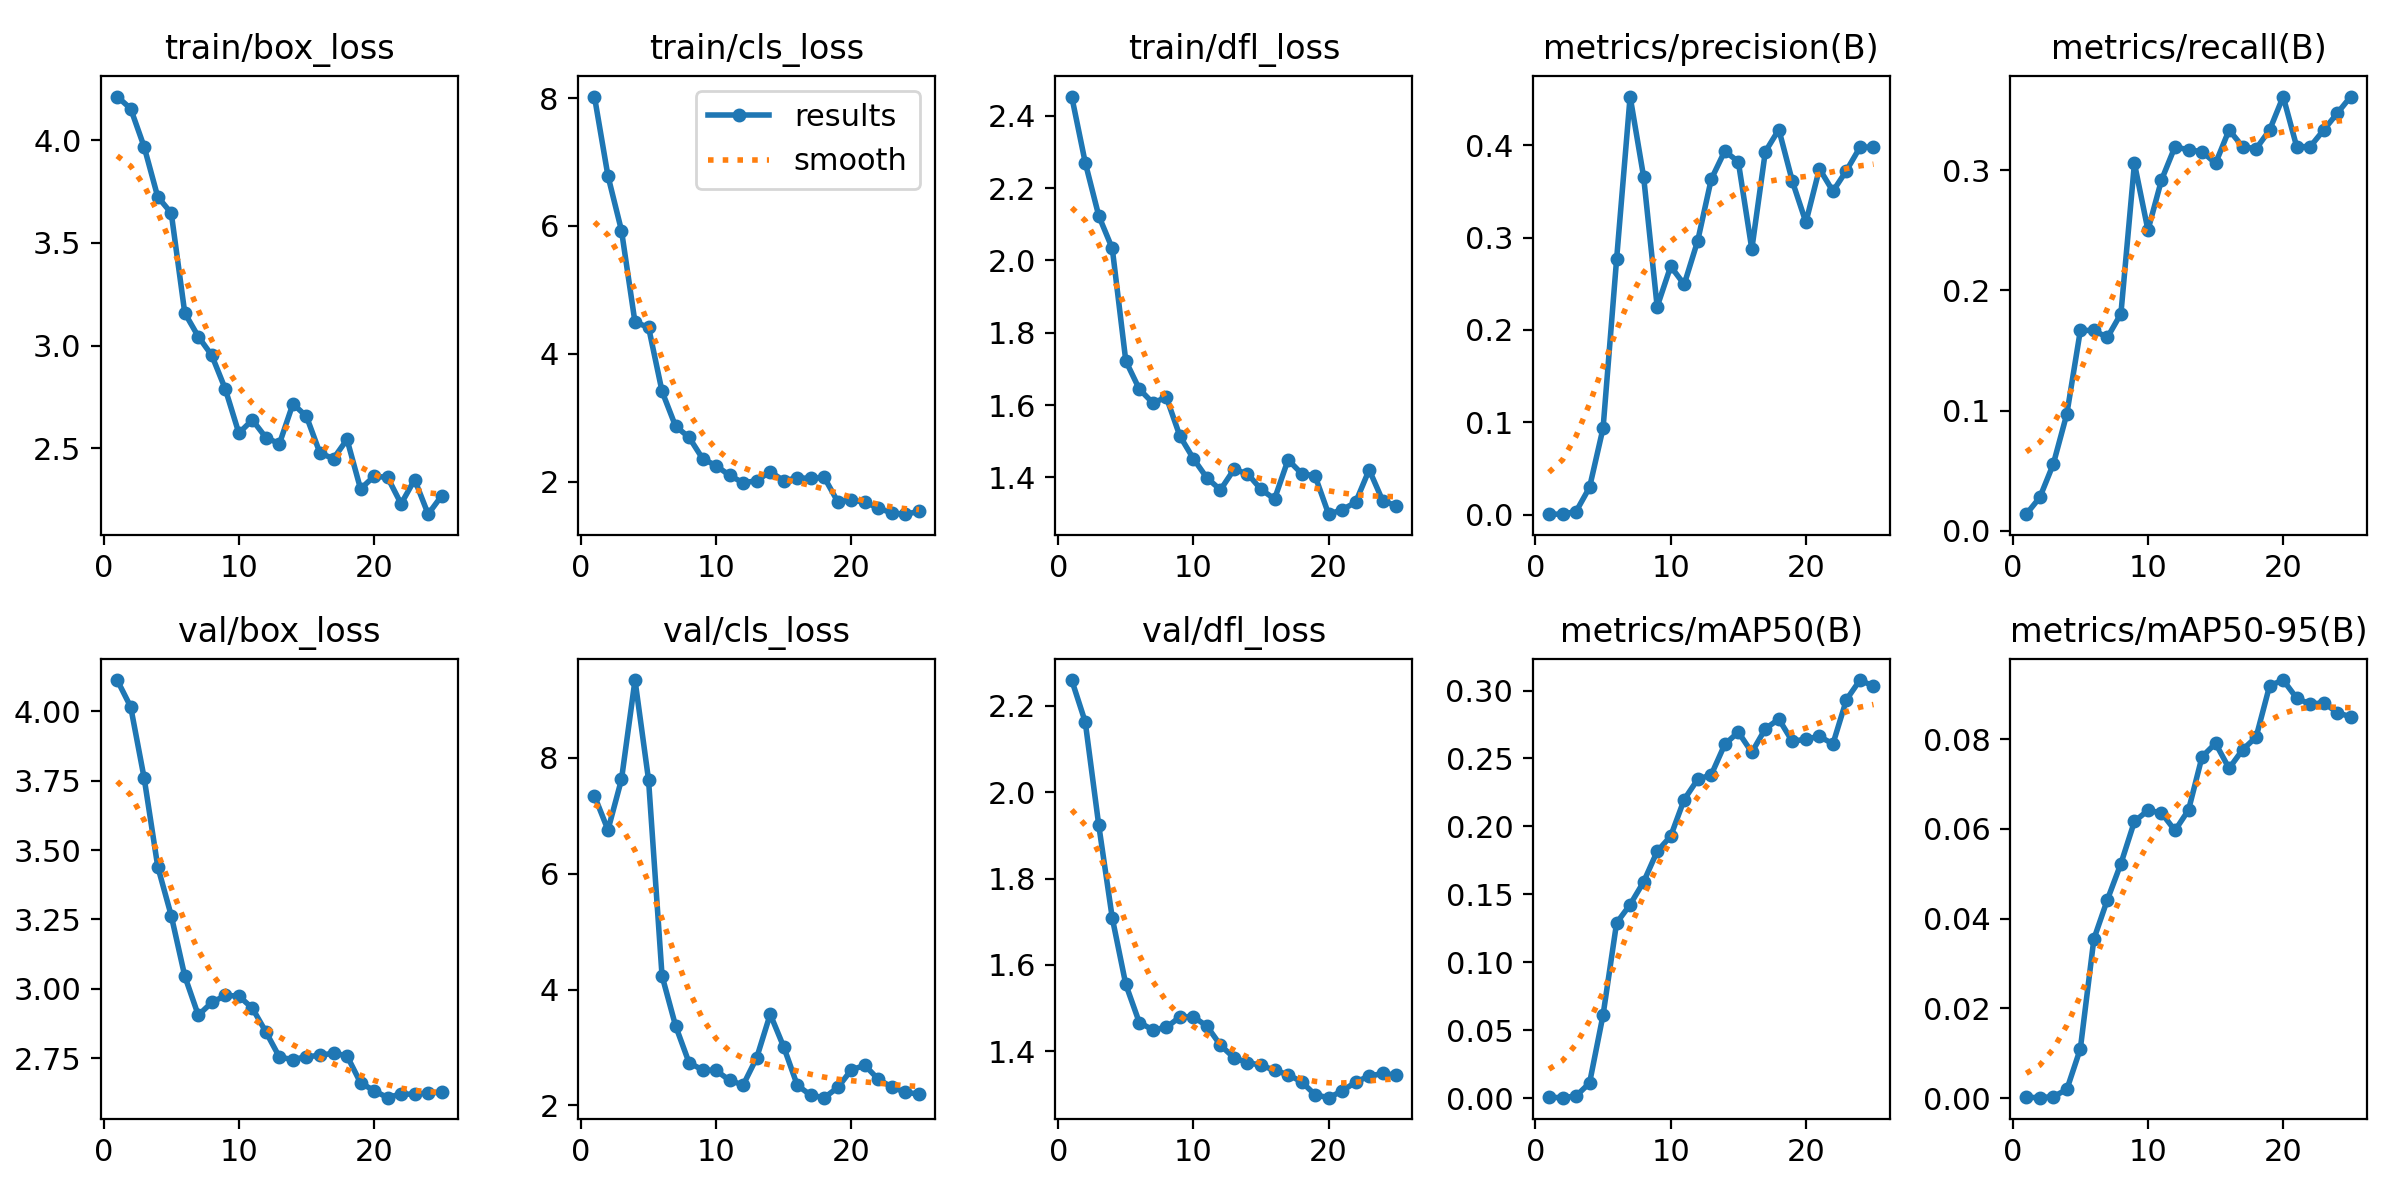 train/box_loss
4.0
3.5
3.0
2.5
0 10 20
train/cls_loss
results
smooth
8
6
4
2
0 10 20
train/dfl_loss
2.4
2.2
2.0
1.8
1.6
1.4
0 10 20
metrics/precision(B)
0.4
0.3
0.2
0.1
0.0
0 10 20
metrics/recall(B)
0.3
0.2
0.1
0.0
0 10 20
val/box_loss
4.00
3.75
3.50
3.25
3.00
2.75
0 10 20
val/cls_loss
8
6
4
2
0 10 20
val/dfl_loss
2.2
2.0
1.8
1.6
1.4
0 10 20
metrics/mAP50(B)
0.30
0.25
0.20
0.15
0.10
0.05
0.00
0 10 20
metrics/mAP50-95(B)
0.08
0.06
0.04
0.02
0.00
0 10 20